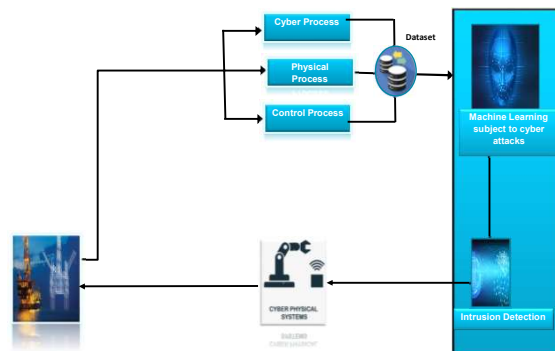 Cyber Process
Dataset
Physical
Process
Control Process
Machine Learning
subject to cyber
attacks
CYBER PHYSICAL
SYSTEMS
Intrusion Detection